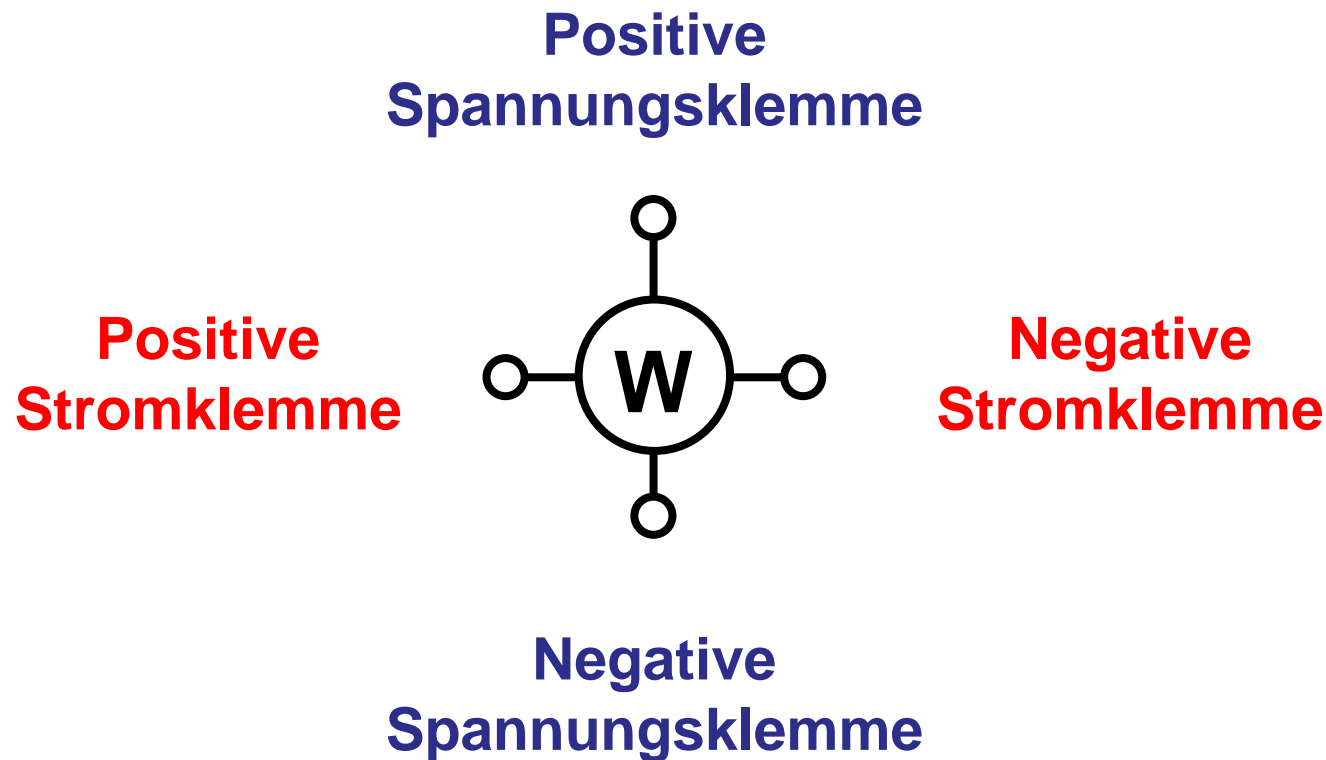 Positive
Spannungsklemme
Positive
Stromklemme
W
Negative
Stromklemme
Negative
Spannungsklemme